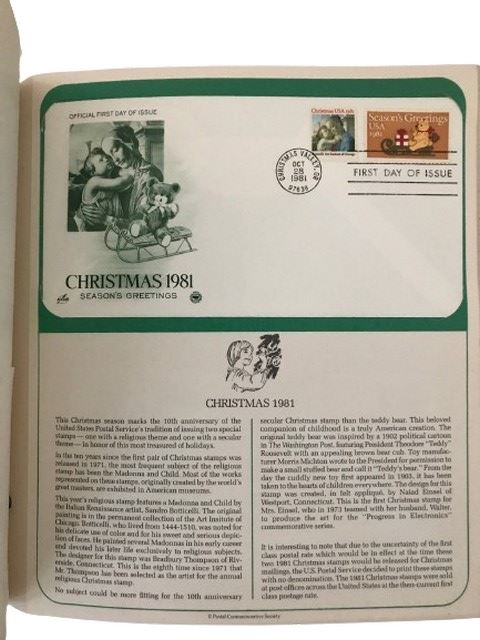 OFFICIAL FIRST DAY OF ISSUE
Christmas USA 1981
Season's Greetings
USA
1981
CHRISTMAS VALLEY, OR
OCT
28
1981
97638
FIRST DAY OF ISSUE
CHRISTMAS 1981
SEASON'S GREETINGS
CHRISTMAS 1981
This Christmas season marks the 10th anniversary of the
United States Postal Service's tradition of issuing two special
stamps — one with a religious theme and one with a secular
theme — in honor of this most treasured of holidays.
In the ten years since the first pair of Christmas stamps was
released in 1971, the most frequent subject of the religious
stamp has been the Madonna and Child. Most of the works
represented on these stamps, originally created by the world's
great masters, are exhibited in American museums.
This year's religious stamp features a Madonna and Child by
the Italian Renaissance artist, Sandro Botticelli. The original
painting is in the permanent collection of the Art Insitute of
Chicago. Botticelli, who lived from 1444-1510, was noted for
his delicate use of color and for his sweet and serious depic-
tion of faces. He painted several Madonnas in his early career
and devoted his later life exclusively to religious subjects.
The designer for this stamp was Bradbury Thompson of Riv-
erside, Connecticut. This is the eighth time since 1971 that
Mr. Thompson has been selected as the artist for the annual
religious Christmas stamp.
No subject could be more fitting for the 10th anniversary
secular Christmas stamp than the teddy bear. This beloved
companion of childhood is a truly American creation. The
original teddy bear was inspired by a 1902 political cartoon
in The Washington Post, featuring President Theodore "Teddy"
Roosevelt with an appealing brown bear cub. Toy manufac-
turer Morris Michton wrote to the President for permission to
make a small stuffed bear and call it "Teddy's bear." From the
day the cuddly new toy first appeared in 1903, it has been
taken to the hearts of children everywhere. The design for this
stamp was created, in felt appliqué, by Naiad Einsel of
Westport, Connecticut. This is the first Christmas stamp for
Mrs. Einsel, who in 1973 teamed with her husband, Walter,
to produce the art for the "Progress in Electronics"
commemorative series.
It is interesting to note that due to the uncertainty of the first
class postal rate which would be in effect at the time these
two 1981 Christmas stamps would be released for Christmas
mailings, the U.S. Postal Service decided to print these stamps
with no denomination. The 1981 Christmas stamps were sold
at post offices across the United States at the then-current first
class postage rate.
© Postal Commemorative Society